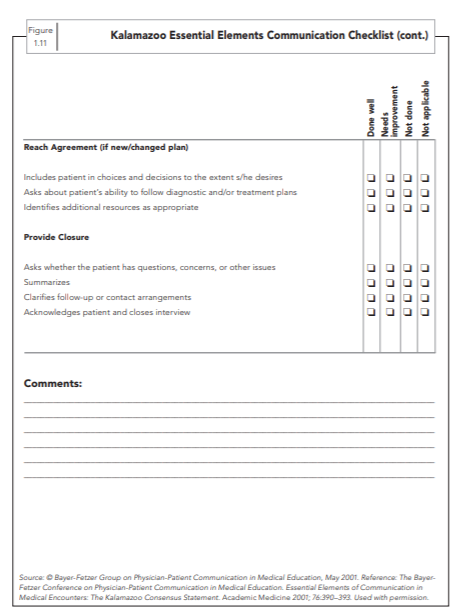 Figure
1.11
Kalamazoo Essential Elements Communication Checklist (cont.)
Done well
Needs
improvement
Not done
Not applicable
Reach Agreement (if new/changed plan)
Includes patient in choices and decisions to the extent s/he desires
Asks about patient's ability to follow diagnostic and/or treatment plans
Identifies additional resources as appropriate
Provide Closure
Asks whether the patient has questions, concerns, or other issues
Summarizes
Clarifies follow-up or contact arrangements
Acknowledges patient and closes interview
Comments:
Source: © Bayer-Fetzer Group on Physician-Patient Communication in Medical Education, May 2001. Reference: The Bayer-
Fetzer Conference on Physician-Patient Communication in Medical Education. Essential Elements of Communication in
Medical Encounters: The Kalamazoo Consensus Statement. Academic Medicine 2001; 76:390–393. Used with permission.